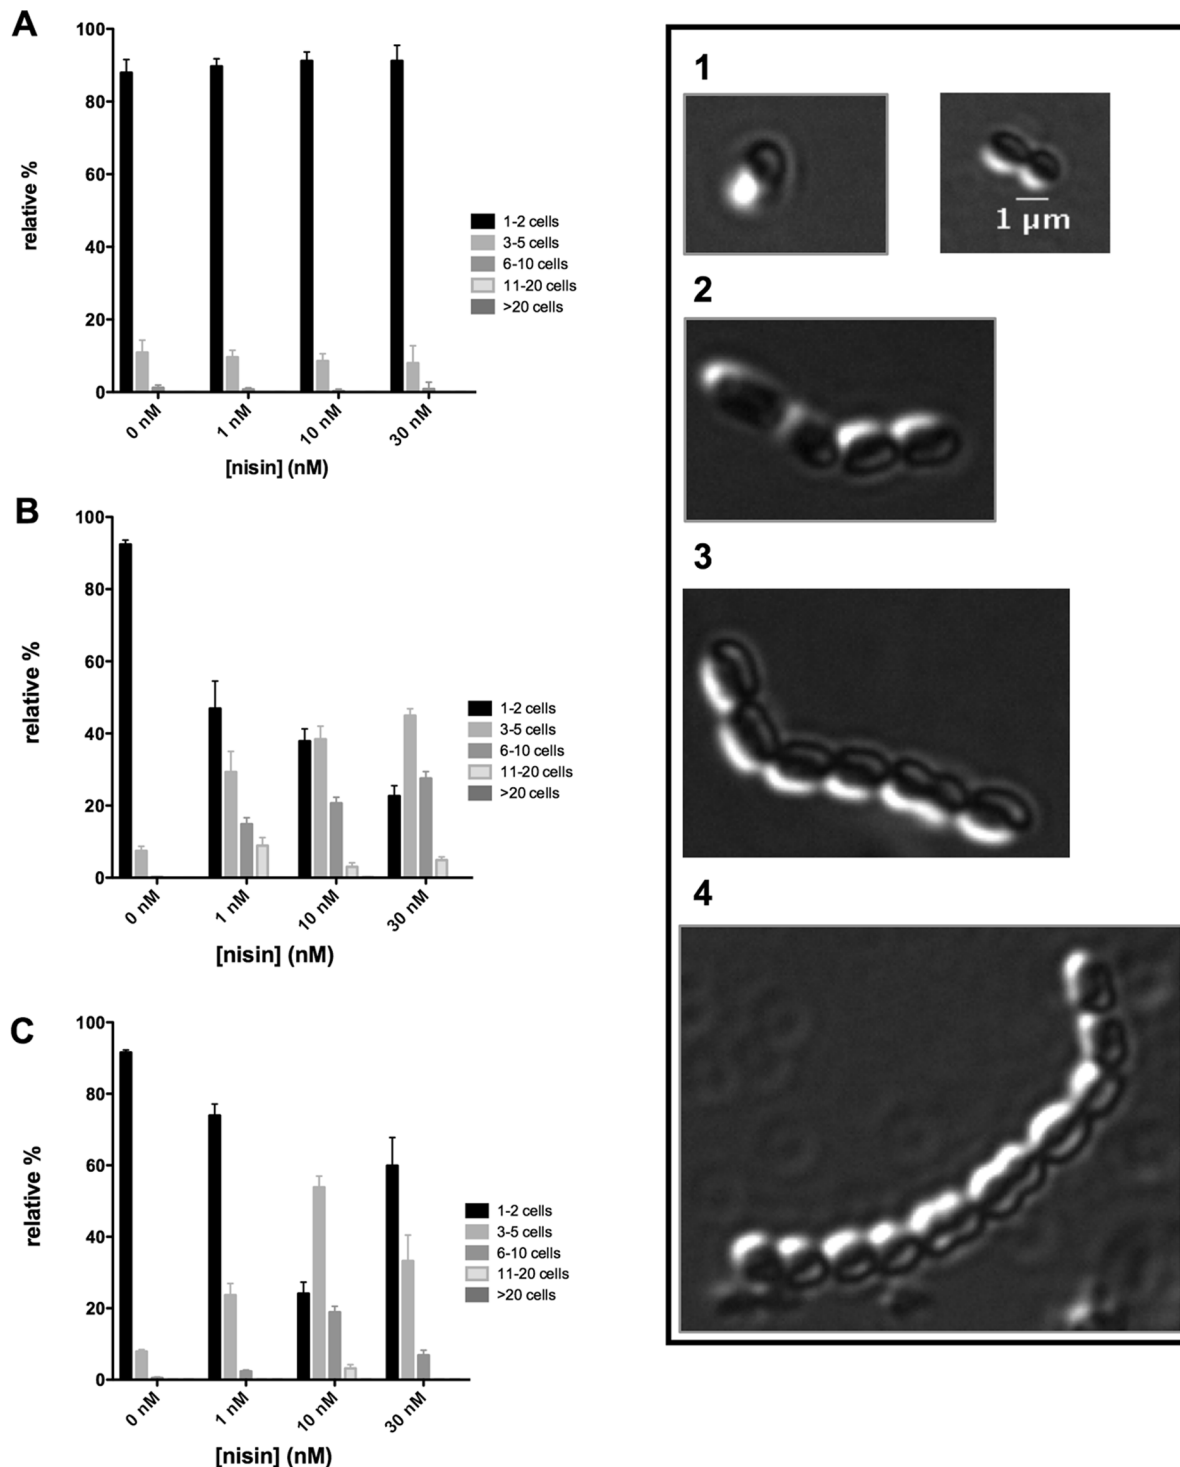 A
100
80
60
40
20
0
relative %
0 nM
1 nM
10 nM
30 nM
[nisin] (nM)
1-2 cells
3-5 cells
6-10 cells
11-20 cells
>20 cells
B
100
80
60
40
20
0
relative %
0 nM
1 nM
10 nM
30 nM
[nisin] (nM)
1-2 cells
3-5 cells
6-10 cells
11-20 cells
>20 cells
C
100
80
60
40
20
0
relative %
0 nM
1 nM
10 nM
30 nM
[nisin] (nM)
1-2 cells
3-5 cells
6-10 cells
11-20 cells
>20 cells
1
1 μm
2
3
4